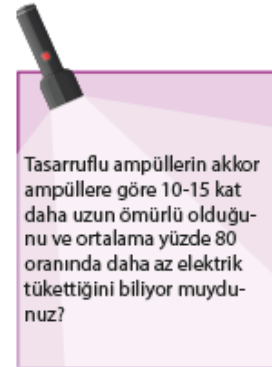 Tasarruflu ampüllerin akkor
ampüllere göre 10-15 kat
daha uzun ömürlü olduğu-
nu ve ortalama yüzde 80
oranında daha az elektrik
tükettiğini biliyor muydu-
nuz?